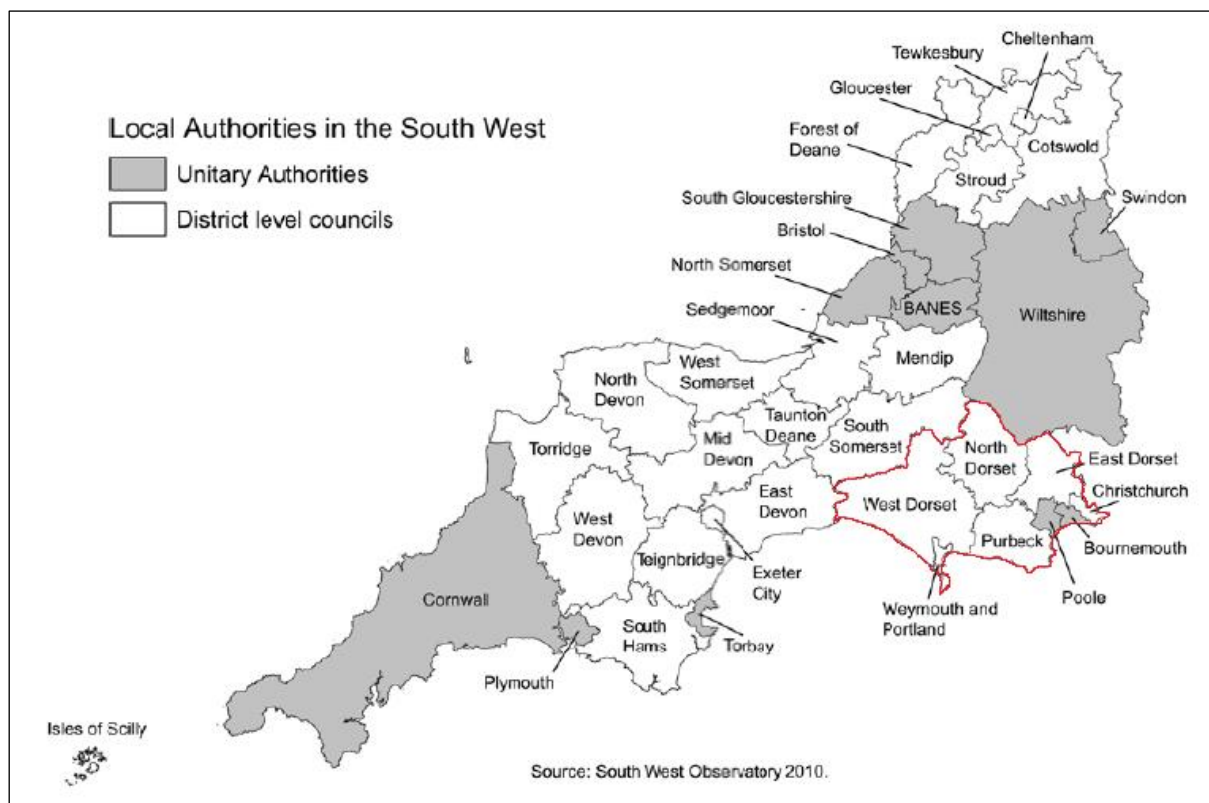 Local Authorities in the South West
Unitary Authorities
District level councils
Cheltenham
Tewkesbury
Gloucester
Forest of
Deane
Cotswold
Stroud
South Gloucestershire
Swindon
Bristol
North Somerset
BANES
Wiltshire
Sedgemoor
Mendip
West
Somerset
North
Devon
Taunton
Deane
South
Somerset
Mid
Devon
Torridge
North
Dorset
East Dorset
Christchurch
East
Devon
West Dorset
West
Devon
Purbeck
Bournemouth
Teignbridge
Exeter
City
Poole
Weymouth and
Portland
Cornwall
South
Hams
Torbay
Plymouth
Isles of Scilly
Source: South West Observatory 2010.